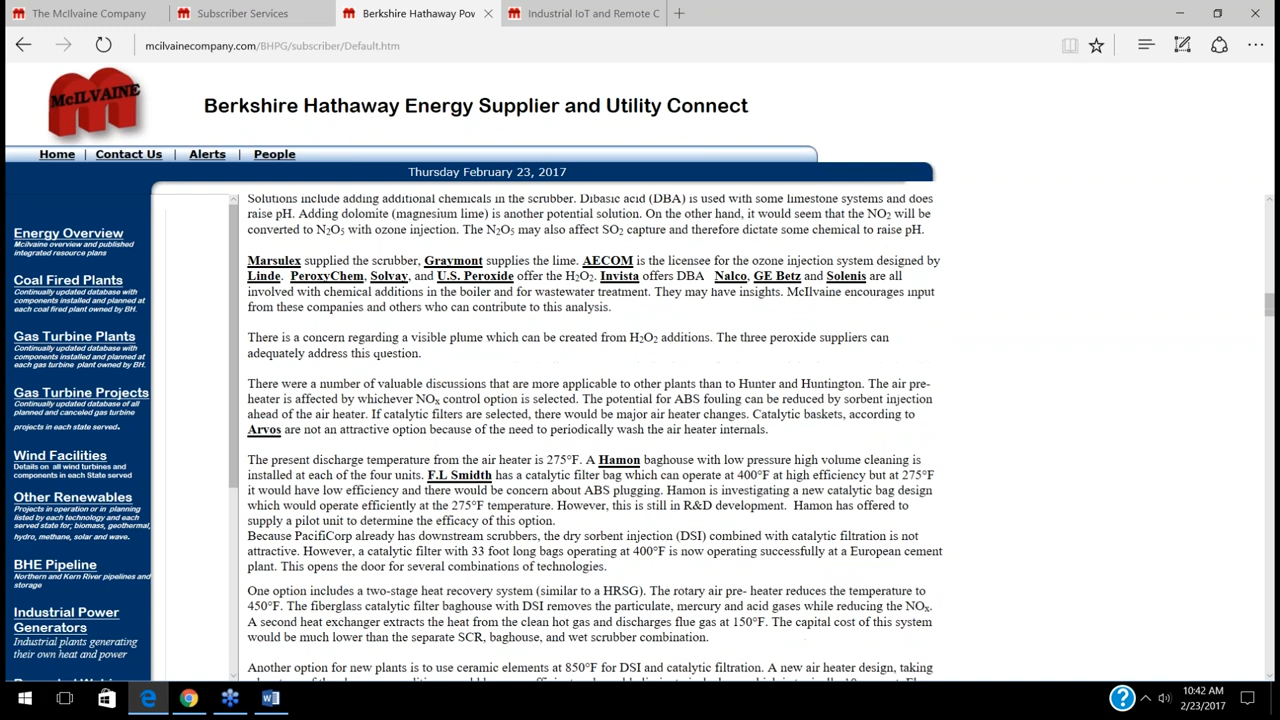 The McIlvaine Company
Subscriber Services
Berkshire Hathaway Pow
Industrial IoT and Remote C
mcilvainecompany.com/BHPG/subscriber/Default.htm
McILVAINE
Berkshire Hathaway Energy Supplier and Utility Connect
Home | Contact Us | Alerts | People
Thursday February 23, 2017
Energy Overview
Mcilvaine overview and published
integrated resource plans
Coal Fired Plants
Continually updated database with
components installed and planned at
each coal fired plant owned by BH.
Gas Turbine Plants
Continually updated database with
components installed and planned at
each gas turbine plant owned by BH.
Gas Turbine Projects
Continually updated database of all
planned and canceled gas turbine
projects in each state served.
Wind Facilities
Details on all wind turbines and
components in each State served
Other Renewables
Projects in operation or in planning
listed by each technology and each
served state for; biomass, geothermal,
hydro, methane, solar and wave.
BHE Pipeline
Northern and Kern River pipelines and
storage
Industrial Power
Generators
Industrial plants generating
their own heat and power
Solutions include adding additional chemicals in the scrubber. Dibasic acid (DBA) is used with some limestone systems and does
raise pH. Adding dolomite (magnesium lime) is another potential solution. On the other hand, it would seem that the NO2 will be
converted to N2O5 with ozone injection. The N2O5 may also affect SO2 capture and therefore dictate some chemical to raise pH.
Marsulex supplied the scrubber, Graymont supplies the lime. AECOM is the licensee for the ozone injection system designed by
Linde. PeroxyChem, Solvay, and U.S. Peroxide offer the H2O2. Invista offers DBA Nalco, GE Betz and Solenis are all
involved with chemical additions in the boiler and for wastewater treatment. They may have insights. McIlvaine encourages input
from these companies and others who can contribute to this analysis.
There is a concern regarding a visible plume which can be created from H2O2 additions. The three peroxide suppliers can
adequately address this question.
There were a number of valuable discussions that are more applicable to other plants than to Hunter and Huntington. The air pre-
heater is affected by whichever NOx control option is selected. The potential for ABS fouling can be reduced by sorbent injection
ahead of the air heater. If catalytic filters are selected, there would be major air heater changes. Catalytic baskets, according to
Arvos are not an attractive option because of the need to periodically wash the air heater internals.
The present discharge temperature from the air heater is 275°F. A Hamon baghouse with low pressure high volume cleaning is
installed at each of the four units. F.L Smidth has a catalytic filter bag which can operate at 400°F at high efficiency but at 275°F
it would have low efficiency and there would be concern about ABS plugging. Hamon is investigating a new catalytic bag design
which would operate efficiently at the 275°F temperature. However, this is still in R&D development. Hamon has offered to
supply a pilot unit to determine the efficacy of this option.
Because PacifiCorp already has downstream scrubbers, the dry sorbent injection (DSI) combined with catalytic filtration is not
attractive. However, a catalytic filter with 33 foot long bags operating at 400°F is now operating successfully at a European cement
plant. This opens the door for several combinations of technologies.
One option includes a two-stage heat recovery system (similar to a HRSG). The rotary air pre- heater reduces the temperature to
450°F. The fiberglass catalytic filter baghouse with DSI removes the particulate, mercury and acid gases while reducing the NOx.
A second heat exchanger extracts the heat from the clean hot gas and discharges flue gas at 150°F. The capital cost of this system
would be much lower than the separate SCR, baghouse, and wet scrubber combination.
Another option for new plants is to use ceramic elements at 850°F for DSI and catalytic filtration. A new air heater design, taking
10:42 AM
2/23/2017